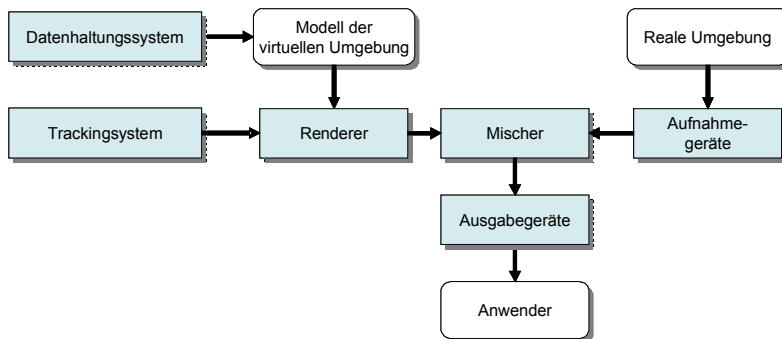 Datenhaltungssystem
Modell der
virtuellen Umgebung
Reale Umgebung
Trackingsystem
Renderer
Mischer
Aufnahme-
geräte
Ausgabegeräte
Anwender